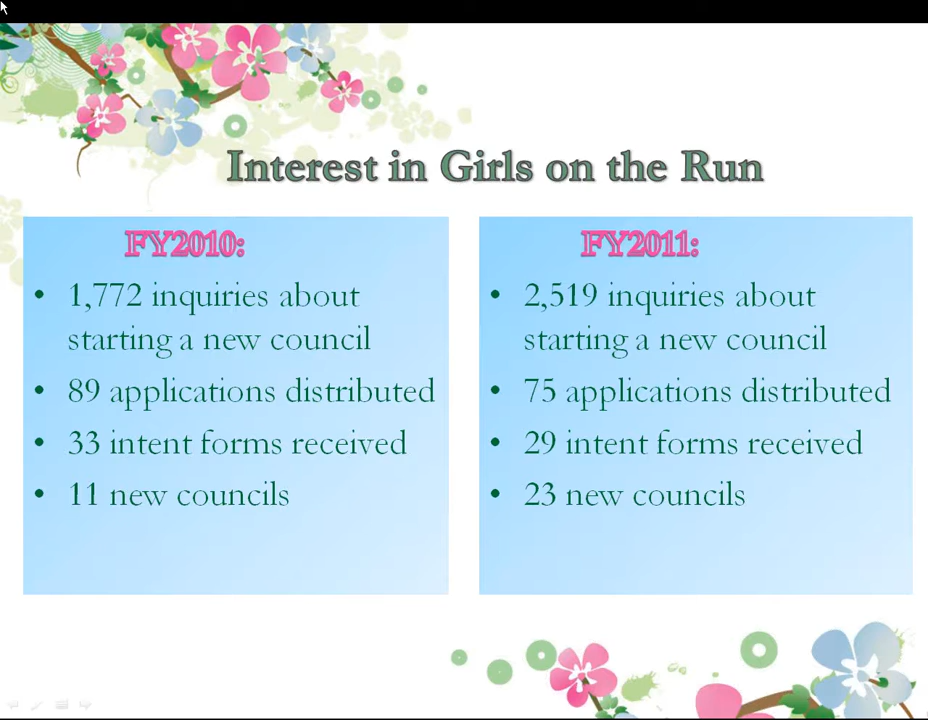 Interest in Girls on the Run
FY2010:
• 1,772 inquiries about
starting a new council
• 89 applications distributed
• 33 intent forms received
• 11 new councils
FY2011:
• 2,519 inquiries about
starting a new council
• 75 applications distributed
• 29 intent forms received
• 23 new councils